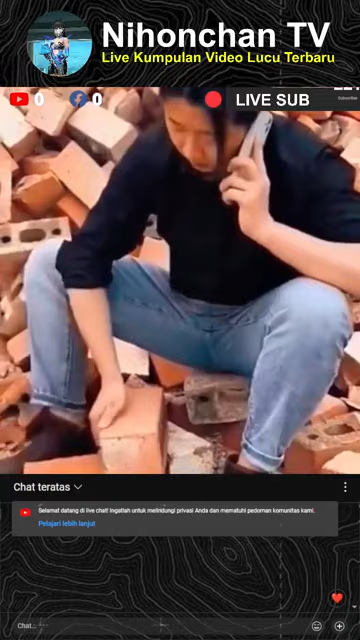 Nihonchan TV
Live Kumpulan Video Lucu Terbaru
0 0 LIVE SUB
Subscriber
Chat teratas
Selamat datang di live chat! Ingatlah untuk melindungi privasi Anda dan mematuhi pedoman komunitas kami.
Pelajari lebih lanjut
Chat...